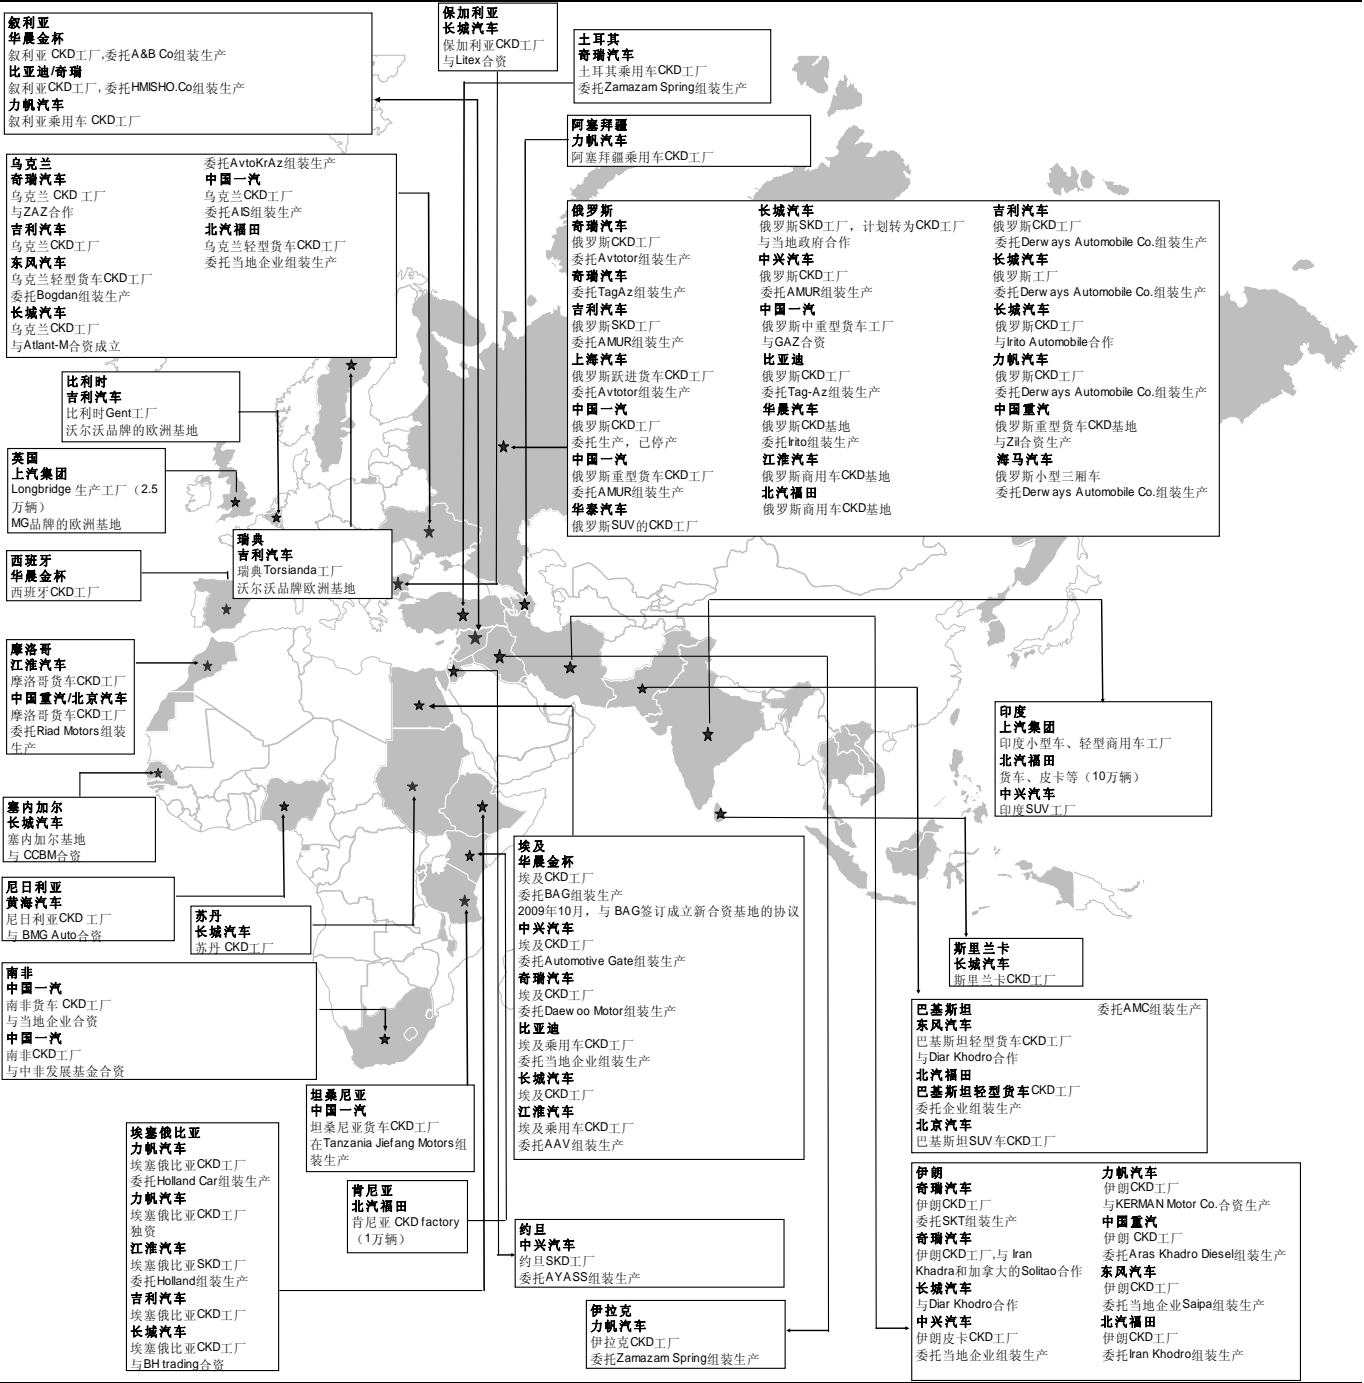 叙利亚
华晨金杯
叙利亚 CKD工厂,委托A&B Co组装生产
比亚迪/奇瑞
叙利亚CKD工厂, 委托HMISHO.Co组装生产
力帆汽车
叙利亚乘用车 CKD工厂
保加利亚
长城汽车
保加利亚CKD工厂
与Litex合资
土耳其
奇瑞汽车
土耳其乘用车CKD工厂
委托Zamazam Spring组装生产
阿塞拜疆
力帆汽车
阿塞拜疆乘用车CKD工厂
乌克兰
奇瑞汽车
乌克兰 CKD 工厂
与ZAZ合作
吉利汽车
乌克兰CKD工厂
东风汽车
乌克兰轻型货车CKD工厂
委托Bogdan组装生产
长城汽车
乌克兰CKD工厂
与Atlant-M合资成立
委托AvtoKrAz组装生产
中国一汽
乌克兰CKD工厂
委托AIS组装生产
北汽福田
乌克兰轻型货车CKD工厂
委托当地企业组装生产
俄罗斯
奇瑞汽车
俄罗斯CKD工厂
委托Avtotor组装生产
奇瑞汽车
委托TagAz组装生产
吉利汽车
俄罗斯SKD工厂
委托AMUR组装生产
上海汽车
俄罗斯跃进货车CKD工厂
委托Avtotor组装生产
中国一汽
俄罗斯CKD工厂
委托生产，已停产
中国一汽
俄罗斯重型货车CKD工厂
委托AMUR组装生产
华泰汽车
俄罗斯SUV的CKD工厂
长城汽车
俄罗斯SKD工厂，计划转为CKD工厂
与当地政府合作
中兴汽车
俄罗斯CKD工厂
委托AMUR组装生产
中国一汽
俄罗斯中重型货车工厂
与GAZ合资
比亚迪
俄罗斯CKD工厂
委托Tag-Az组装生产
华晨汽车
俄罗斯CKD基地
委托Irito组装生产
江淮汽车
俄罗斯商用车CKD基地
北汽福田
俄罗斯商用车CKD基地
吉利汽车
俄罗斯CKD工厂
委托Derways Automobile Co.组装生产
长城汽车
俄罗斯工厂
委托Derways Automobile Co.组装生产
长城汽车
俄罗斯CKD工厂
与Irito Automobile合作
力帆汽车
俄罗斯CKD工厂
委托Derways Automobile Co.组装生产
中国重汽
俄罗斯重型货车CKD基地
与Zil合资生产
海马汽车
俄罗斯小型三厢车
委托Derways Automobile Co.组装生产
比利时
吉利汽车
比利时Gent工厂
沃尔沃品牌的欧洲基地
英国
上汽集团
Longbridge 生产工厂（2.5
万辆）
MG品牌的欧洲基地
瑞典
吉利汽车
瑞典Torsianda工厂
沃尔沃品牌欧洲基地
西班牙
华晨金杯
西班牙CKD工厂
摩洛哥
江淮汽车
摩洛哥货车CKD工厂
中国重汽/北京汽车
摩洛哥货车CKD工厂
委托Riad Motors组装
生产
印度
上汽集团
印度小型车、轻型商用车工厂
北汽福田
货车、皮卡等（10万辆）
中兴汽车
印度SUV工厂
塞内加尔
长城汽车
塞内加尔基地
与 CCBM合资
尼日利亚
黄海汽车
尼日利亚CKD 工厂
与 BMG Auto合资
苏丹
长城汽车
苏丹 CKD工厂
埃及
华晨金杯
埃及CKD工厂
委托BAG组装生产
2009年10月，与 BAG签订成立新合资基地的协议
中兴汽车
埃及CKD工厂
委托Automotive Gate组装生产
奇瑞汽车
埃及CKD工厂
委托Daewoo Motor组装生产
比亚迪
埃及乘用车CKD工厂
委托当地企业组装生产
长城汽车
埃及CKD工厂
江淮汽车
埃及乘用车CKD工厂
委托AAV组装生产
斯里兰卡
长城汽车
斯里兰卡CKD工厂
南非
中国一汽
南非货车 CKD工厂
与当地企业合资
中国一汽
南非CKD工厂
与中非发展基金合资
巴基斯坦
东风汽车
巴基斯坦轻型货车CKD工厂
与Diar Khodro合作
北汽福田
巴基斯坦轻型货车CKD工厂
委托企业组装生产
北京汽车
巴基斯坦SUV车CKD工厂
委托AMC组装生产
坦桑尼亚
中国一汽
坦桑尼亚货车CKD工厂
在Tanzania Jiefang Motors组
装生产
埃塞俄比亚
力帆汽车
埃塞俄比亚CKD工厂
委托Holland Car组装生产
力帆汽车
埃塞俄比亚CKD工厂
独资
江淮汽车
埃塞俄比亚SKD工厂
委托Holland组装生产
吉利汽车
埃塞俄比亚CKD工厂
长城汽车
埃塞俄比亚CKD工厂
与BH trading合资
肯尼亚
北汽福田
肯尼亚 CKD factory
（1万辆）
约旦
中兴汽车
约旦SKD工厂
委托AYASS组装生产
伊拉克
力帆汽车
伊拉克CKD工厂
委托Zamazam Spring组装生产
伊朗
奇瑞汽车
伊朗CKD工厂
委托SKT组装生产
奇瑞汽车
伊朗CKD工厂,与 Iran
Khadra和加拿大的Solitao合作
长城汽车
与Diar Khodro合作
中兴汽车
伊朗皮卡CKD工厂
委托当地企业组装生产
力帆汽车
伊朗CKD工厂
与KERMAN Motor Co.合资生产
中国重汽
伊朗 CKD工厂
委托Aras Khadro Diesel组装生产
东风汽车
伊朗CKD工厂
委托当地企业Saipa组装生产
北汽福田
伊朗CKD工厂
委托Iran Khodro组装生产